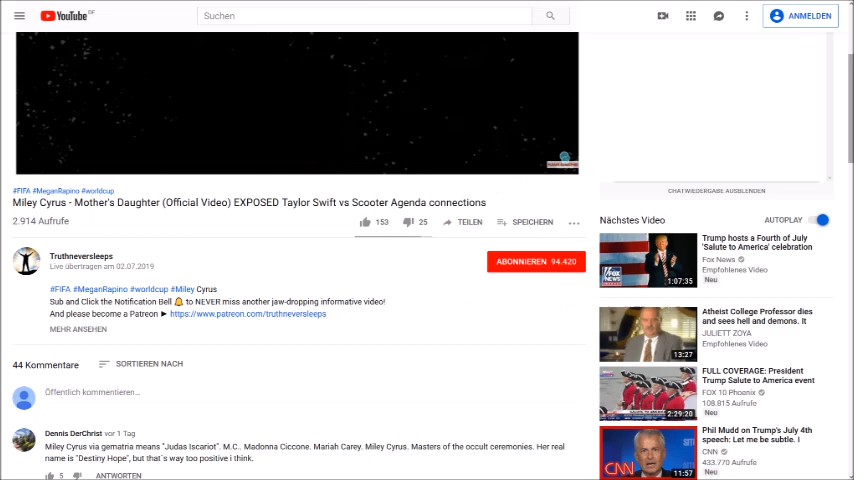 YouTube DE
Suchen
ANMELDEN
#FIFA #MeganRapino #worldcup
Miley Cyrus - Mother's Daughter (Official Video) EXPOSED Taylor Swift vs Scooter Agenda connections
2.914 Aufrufe
153
25
TEILEN
SPEICHERN
Truthneversleeps
Live übertragen am 02.07.2019
ABONNIEREN 94.420
#FIFA #MeganRapino #worldcup #Miley Cyrus
Sub and Click the Notification Bell 🔔 to NEVER miss another jaw-dropping informative video!
And please become a Patreon ► https://www.patreon.com/truthneversleeps
MEHR ANSEHEN
44 Kommentare
SORTIEREN NACH
Öffentlich kommentieren...
Dennis DerChrist vor 1 Tag
Miley Cyrus via gematria means "Judas Iscariot". M.C.. Madonna Ciccone. Mariah Carey. Miley Cyrus. Masters of the occult ceremonies. Her real
name is "Destiny Hope", but that´s way too positive i think.
5
ANTWORTEN
CHATWIEDERGABE AUSBLENDEN
Nächstes Video
AUTOPLAY
FOX NEWS
1:07:35
Trump hosts a Fourth of July
'Salute to America' celebration
Fox News
Empfohlenes Video
Neu
13:27
Atheist College Professor dies
and sees hell and demons. It
JULIETT ZOYA
Empfohlenes Video
2:29:20
FULL COVERAGE: President
Trump Salute to America event
FOX 10 Phoenix
108.815 Aufrufe
Neu
CNN
11:57
Phil Mudd on Trump's July 4th
speech: Let me be subtle. I
CNN
433.770 Aufrufe
Neu